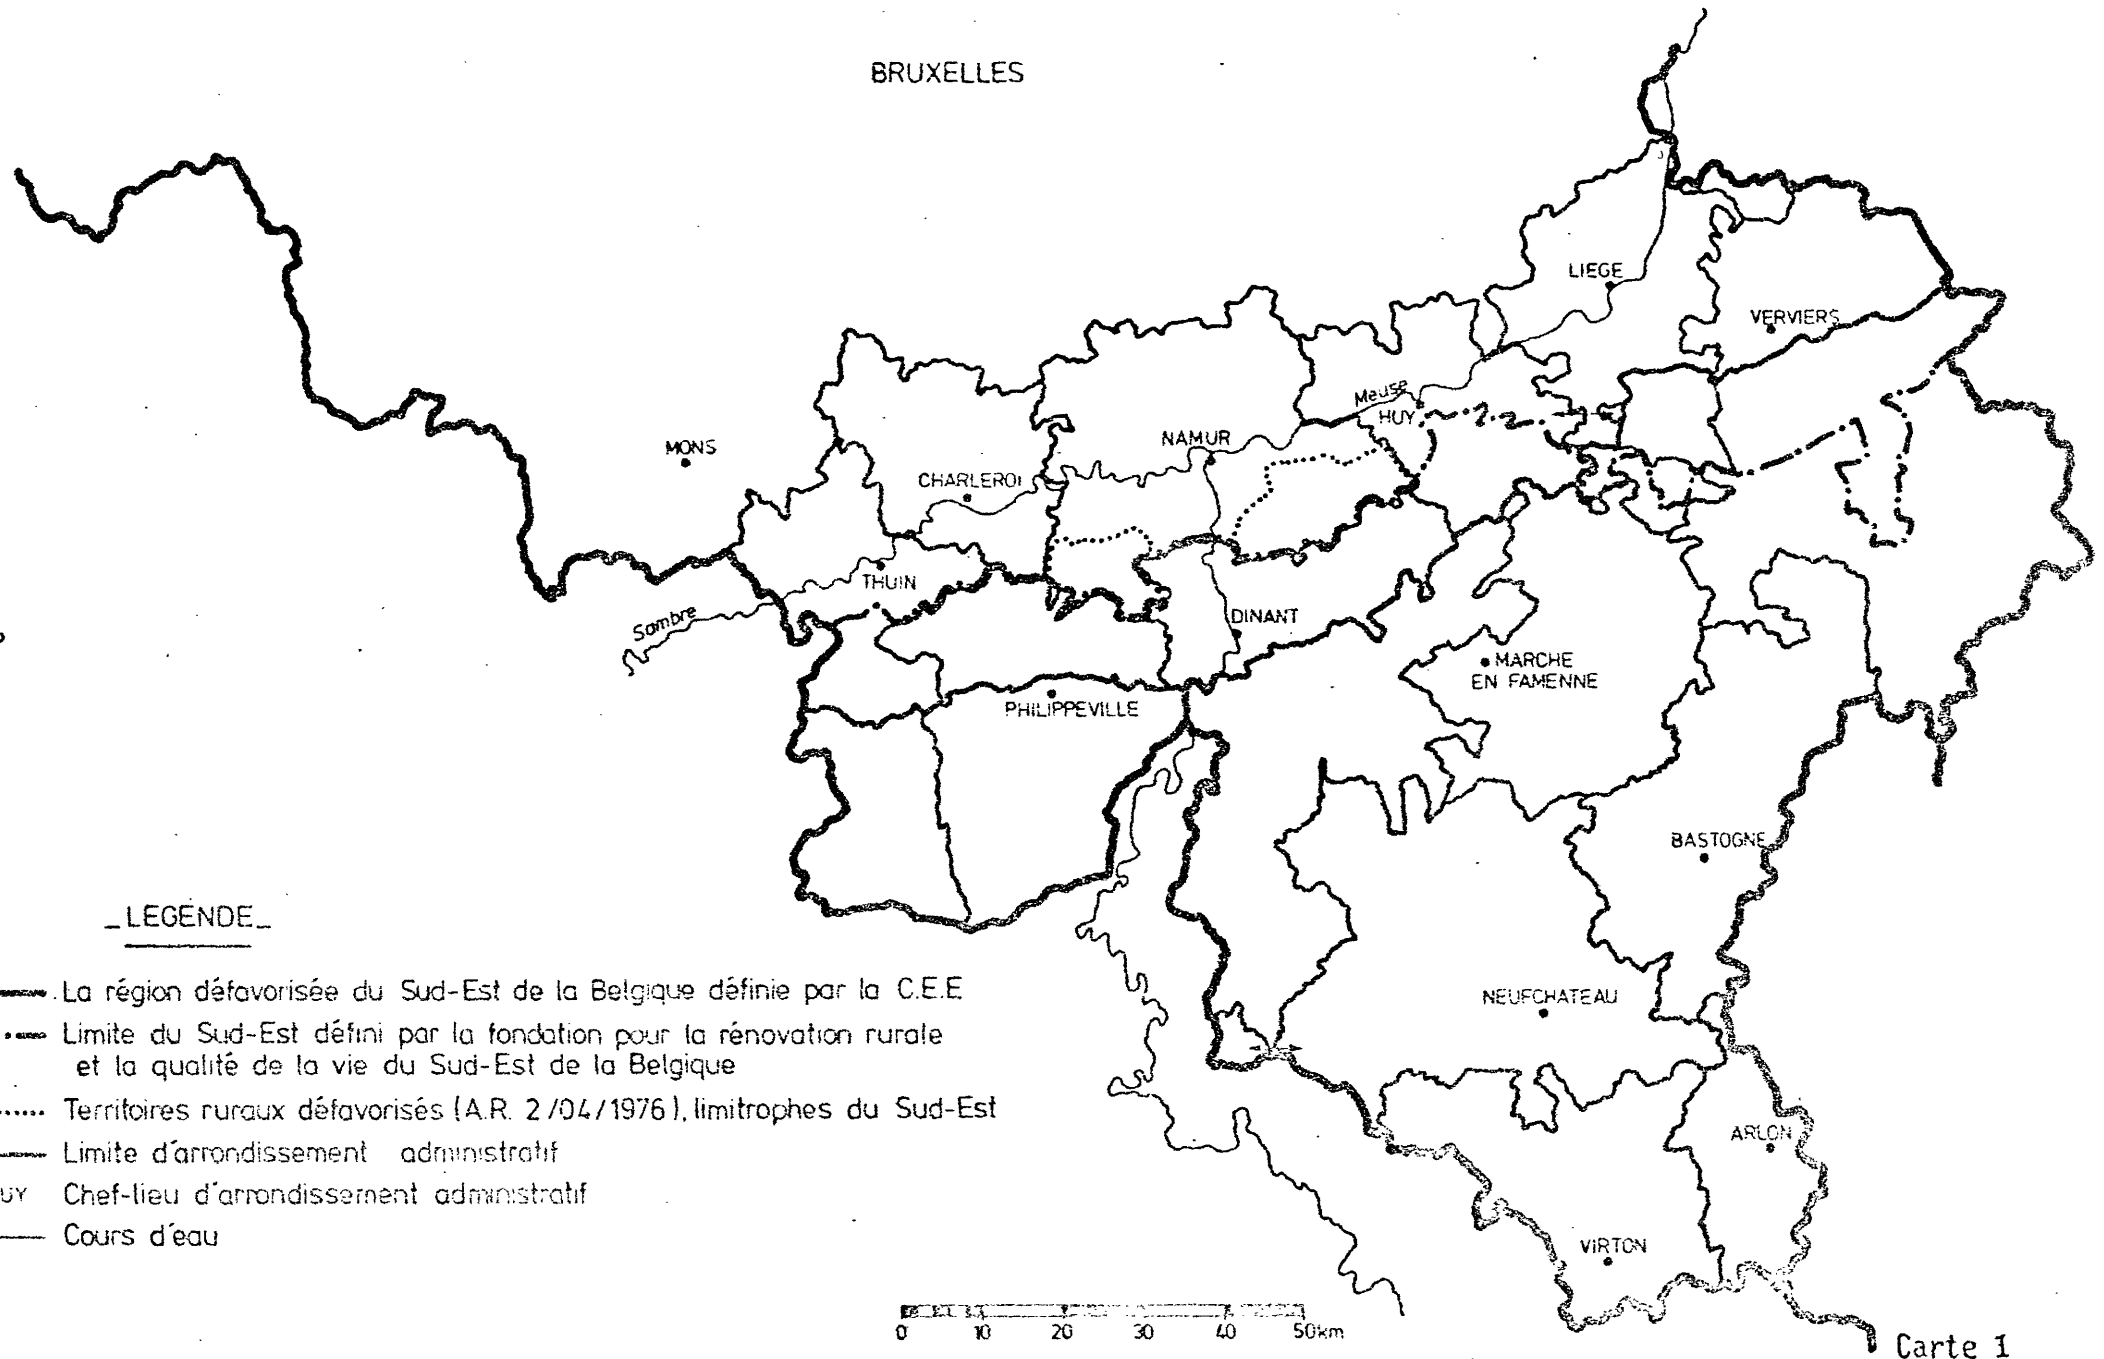 BRUXELLES
LIEGE
VERVIERS
Meuse
HUY
MONS
NAMUR
CHARLEROI
THUIN
Sambre
DINANT
MARCHE
EN FAMENNE
PHILIPPEVILLE
BASTOGNE
NEUFCHATEAU
ARLON
VIRTON
_LEGENDE_
La région défavorisée du Sud-Est de la Belgique définie par la C.E.E
Limite du Sud-Est défini par la fondation pour la rénovation rurale
et la qualité de la vie du Sud-Est de la Belgique
Territoires ruraux défavorisés (A.R. 2/04/1976), limitrophes du Sud-Est
Limite d'arrondissement administratif
UY Chef-lieu d'arrondissement administratif
Cours d'eau
0 10 20 30 40 50km
Carte 1